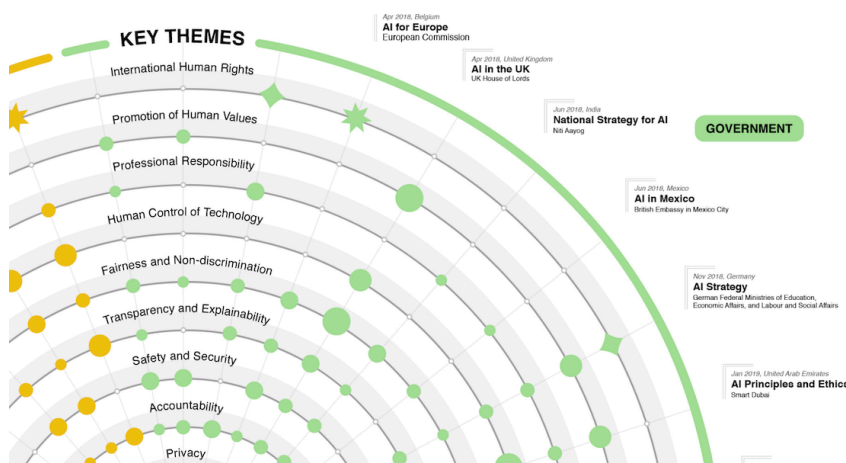 KEY THEMES
International Human Rights
Promotion of Human Values
Professional Responsibility
Human Control of Technology
Fairness and Non-discrimination
Transparency and Explainability
Safety and Security
Accountability
Privacy
Apr 2018, Belgium
AI for Europe
European Commission
Apr 2018, United Kingdom
AI in the UK
UK House of Lords
Jun 2018, India
National Strategy for AI
Niti Aayog
GOVERNMENT
Jun 2018, Mexico
AI in Mexico
British Embassy in Mexico City
Nov 2018, Germany
AI Strategy
German Federal Ministries of Education,
Economic Affairs, and Labour and Social Affairs
Jan 2018, United Arab Emirates
AI Principles and Ethics
Smart Dubai